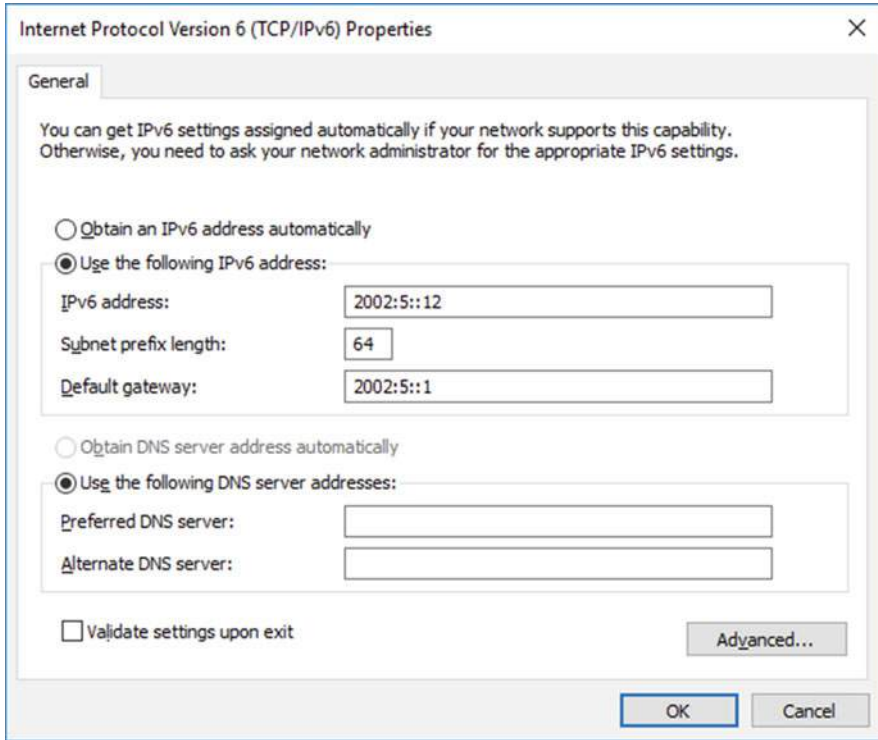 Internet Protocol Version 6 (TCP/IPv6) Properties
General
You can get IPv6 settings assigned automatically if your network supports this capability.
Otherwise, you need to ask your network administrator for the appropriate IPv6 settings.
Obtain an IPv6 address automatically
Use the following IPv6 address:
IPv6 address: 2002:5::12
Subnet prefix length: 64
Default gateway: 2002:5::1
Obtain DNS server address automatically
Use the following DNS server addresses:
Preferred DNS server:
Alternate DNS server:
Validate settings upon exit
Advanced...
OK Cancel